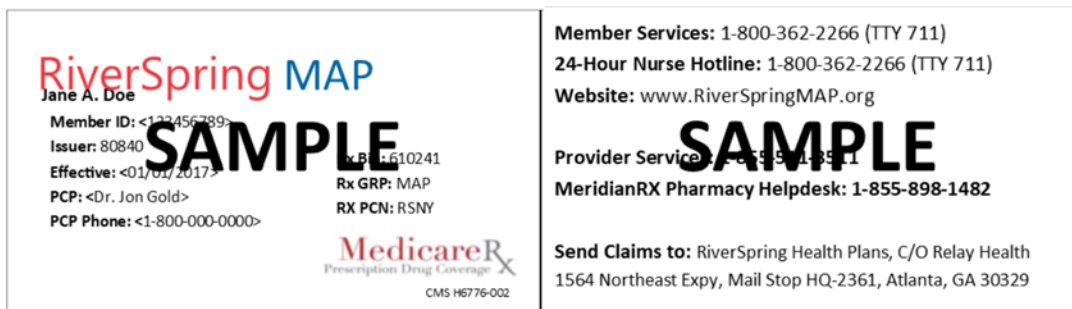 RiverSpring MAP
Jane A. Doe
SAMPLE
Member ID: <123456789>
Issuer: 80840
Effective: <01/01/2017>
PCP: <Dr. Jon Gold>
PCP Phone: <1-800-000-0000>
Rx Bin: 610241
Rx GRP: MAP
RX PCN: RSNY
MedicareRx
Prescription Drug Coverage
CMS H6776-002
Member Services: 1-800-362-2266 (TTY 711)
24-Hour Nurse Hotline: 1-800-362-2266 (TTY 711)
Website: www.RiverSpringMAP.org
SAMPLE
Provider Services:
MeridianRX Pharmacy Helpdesk: 1-855-898-1482
Send Claims to: RiverSpring Health Plans, C/O Relay Health
1564 Northeast Expy, Mail Stop HQ-2361, Atlanta, GA 30329